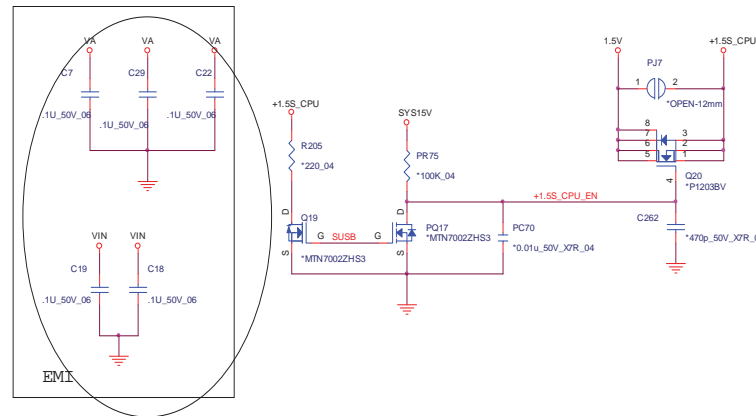 VA
VA
VA
C7
C29
C22
.1U_50V_06
.1U_50V_06
.1U_50V_06
VIN
VIN
C19
C18
.1U_50V_06
.1U_50V_06
EMI
+1.5S_CPU
R205
*220_04
Q19
D
G
S
*MTN7002ZHS3
SUSB
SYS15V
PR75
*100K_04
D
G
S
PQ17
*MTN7002ZHS3
PC70
*0.01u_50V_X7R_04
+1.5S_CPU_EN
1.5V
+1.5S_CPU
PJ7
1
2
*OPEN-12mm
8
7
6
5
3
2
1
4
Q20
*P1203BV
C262
*470p_50V_X7R_0